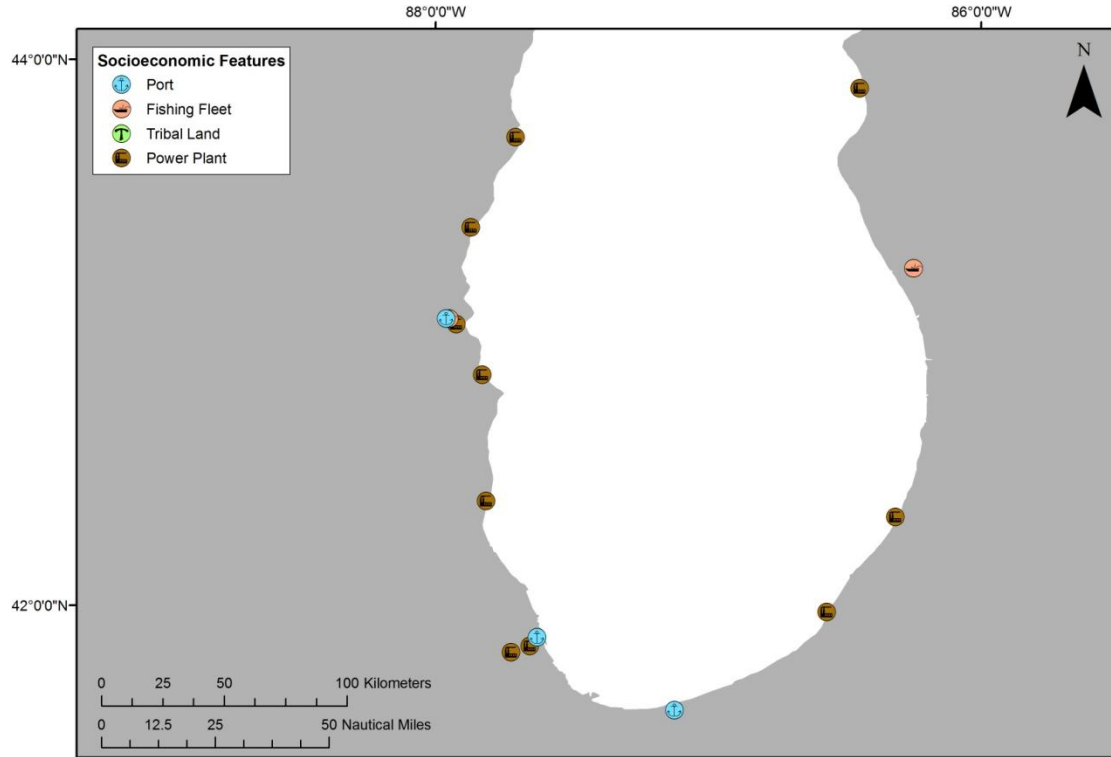 88°0'0"W 86°0'0"W
44°0'0"N
Socioeconomic Features
Port
Fishing Fleet
Tribal Land
Power Plant
N
42°0'0"N
0 25 50 100 Kilometers
0 12.5 25 50 Nautical Miles